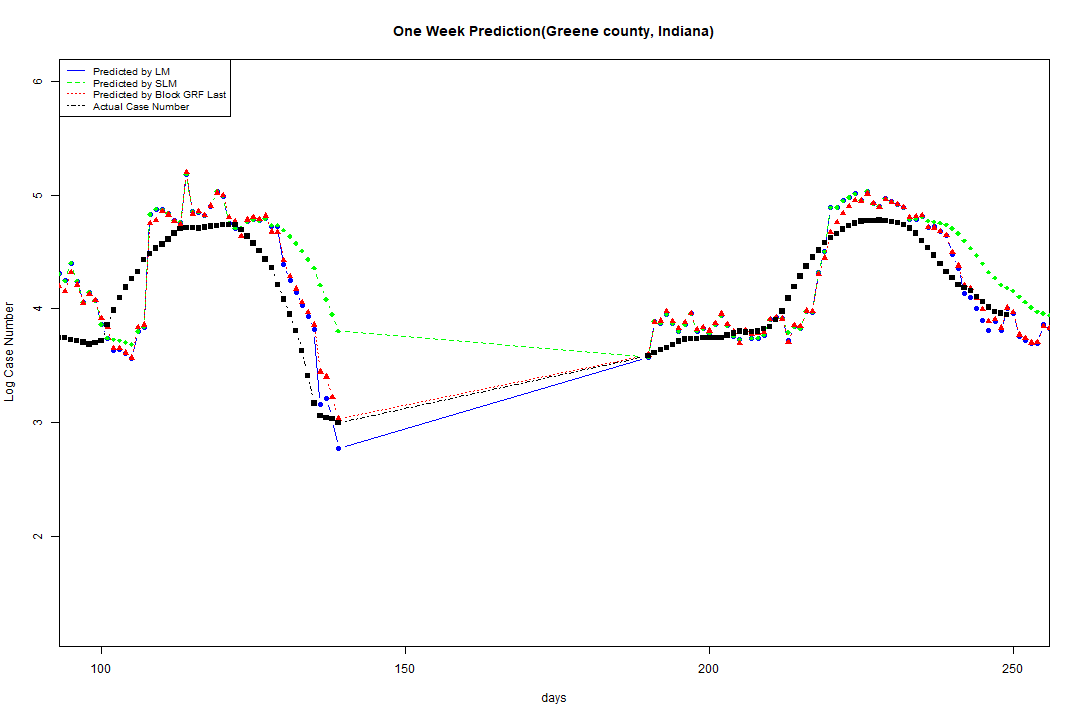 One Week Prediction(Greene county, Indiana)
Predicted by LM
Predicted by SLM
Predicted by Block GRF Last
Actual Case Number
6
5
4
3
2
Log Case Number
100 150 200 250
days